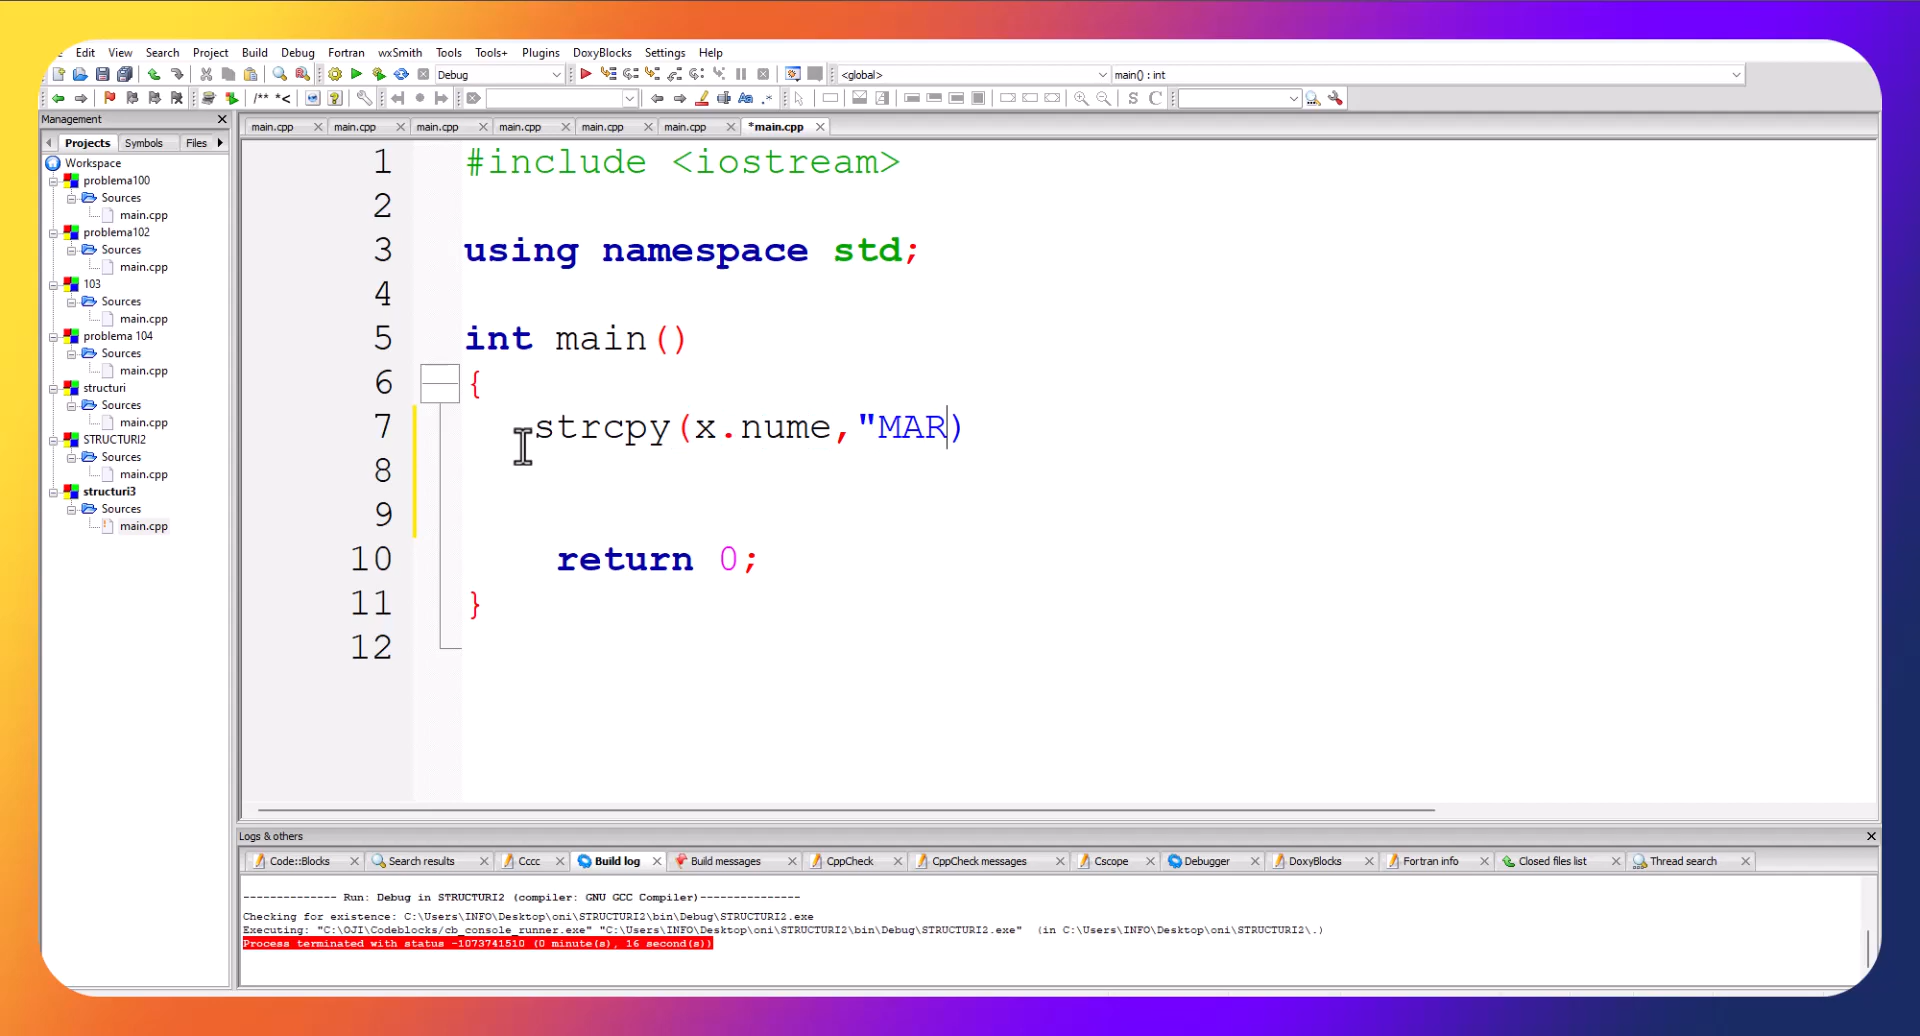 Edit View Search Project Build Debug Fortran wxSmith Tools Tools+ Plugins DoxyBlocks Settings Help
Debug <global> main() : int
/** *<
Management
Projects Symbols Files
main.cpp main.cpp main.cpp main.cpp main.cpp main.cpp *main.cpp
Workspace
problema100
Sources
main.cpp
problema102
Sources
main.cpp
103
Sources
main.cpp
problema 104
Sources
main.cpp
structuri
Sources
main.cpp
STRUCTURI2
Sources
main.cpp
structuri3
Sources
main.cpp
1 #include <iostream>
2
3 using namespace std;
4
5 int main()
6 {
7 strcpy(x.nume,"MAR)
8
9
10 return 0;
11 }
12
Logs & others
Code::Blocks Search results Cccc Build log Build messages CppCheck CppCheck messages Cscope Debugger DoxyBlocks Fortran info Closed files list Thread search
-------------- Run: Debug in STRUCTURI2 (compiler: GNU GCC Compiler)---------------
Checking for existence: C:\Users\INFO\Desktop\oni\STRUCTURI2\bin\Debug\STRUCTURI2.exe
Executing: "C:\OJI\Codeblocks/cb_console_runner.exe" "C:\Users\INFO\Desktop\oni\STRUCTURI2\bin\Debug\STRUCTURI2.exe" (in C:\Users\INFO\Desktop\oni\STRUCTURI2\.)
Process terminated with status -1073741510 (0 minute(s), 16 second(s))